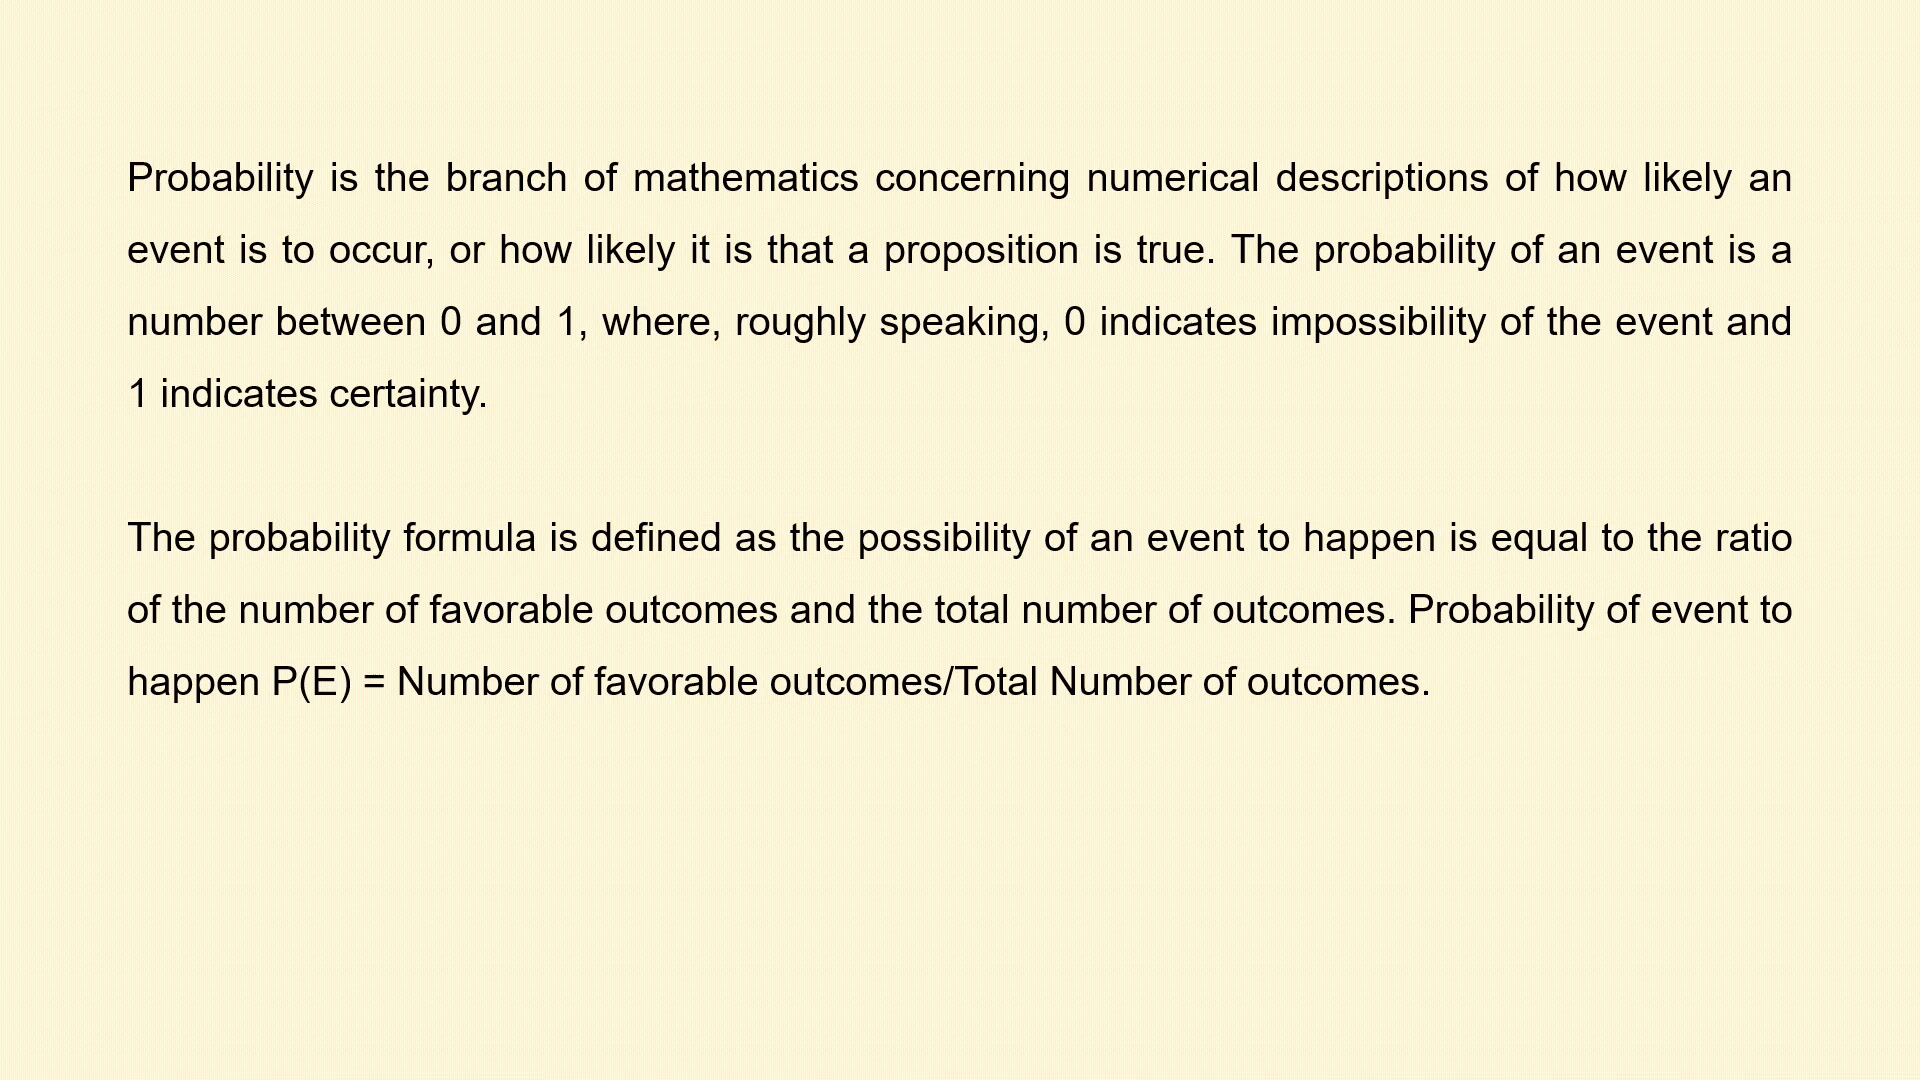 Probability is the branch of mathematics concerning numerical descriptions of how likely an
event is to occur, or how likely it is that a proposition is true. The probability of an event is a
number between 0 and 1, where, roughly speaking, 0 indicates impossibility of the event and
1 indicates certainty.
The probability formula is defined as the possibility of an event to happen is equal to the ratio
of the number of favorable outcomes and the total number of outcomes. Probability of event to
happen P(E) = Number of favorable outcomes/Total Number of outcomes.